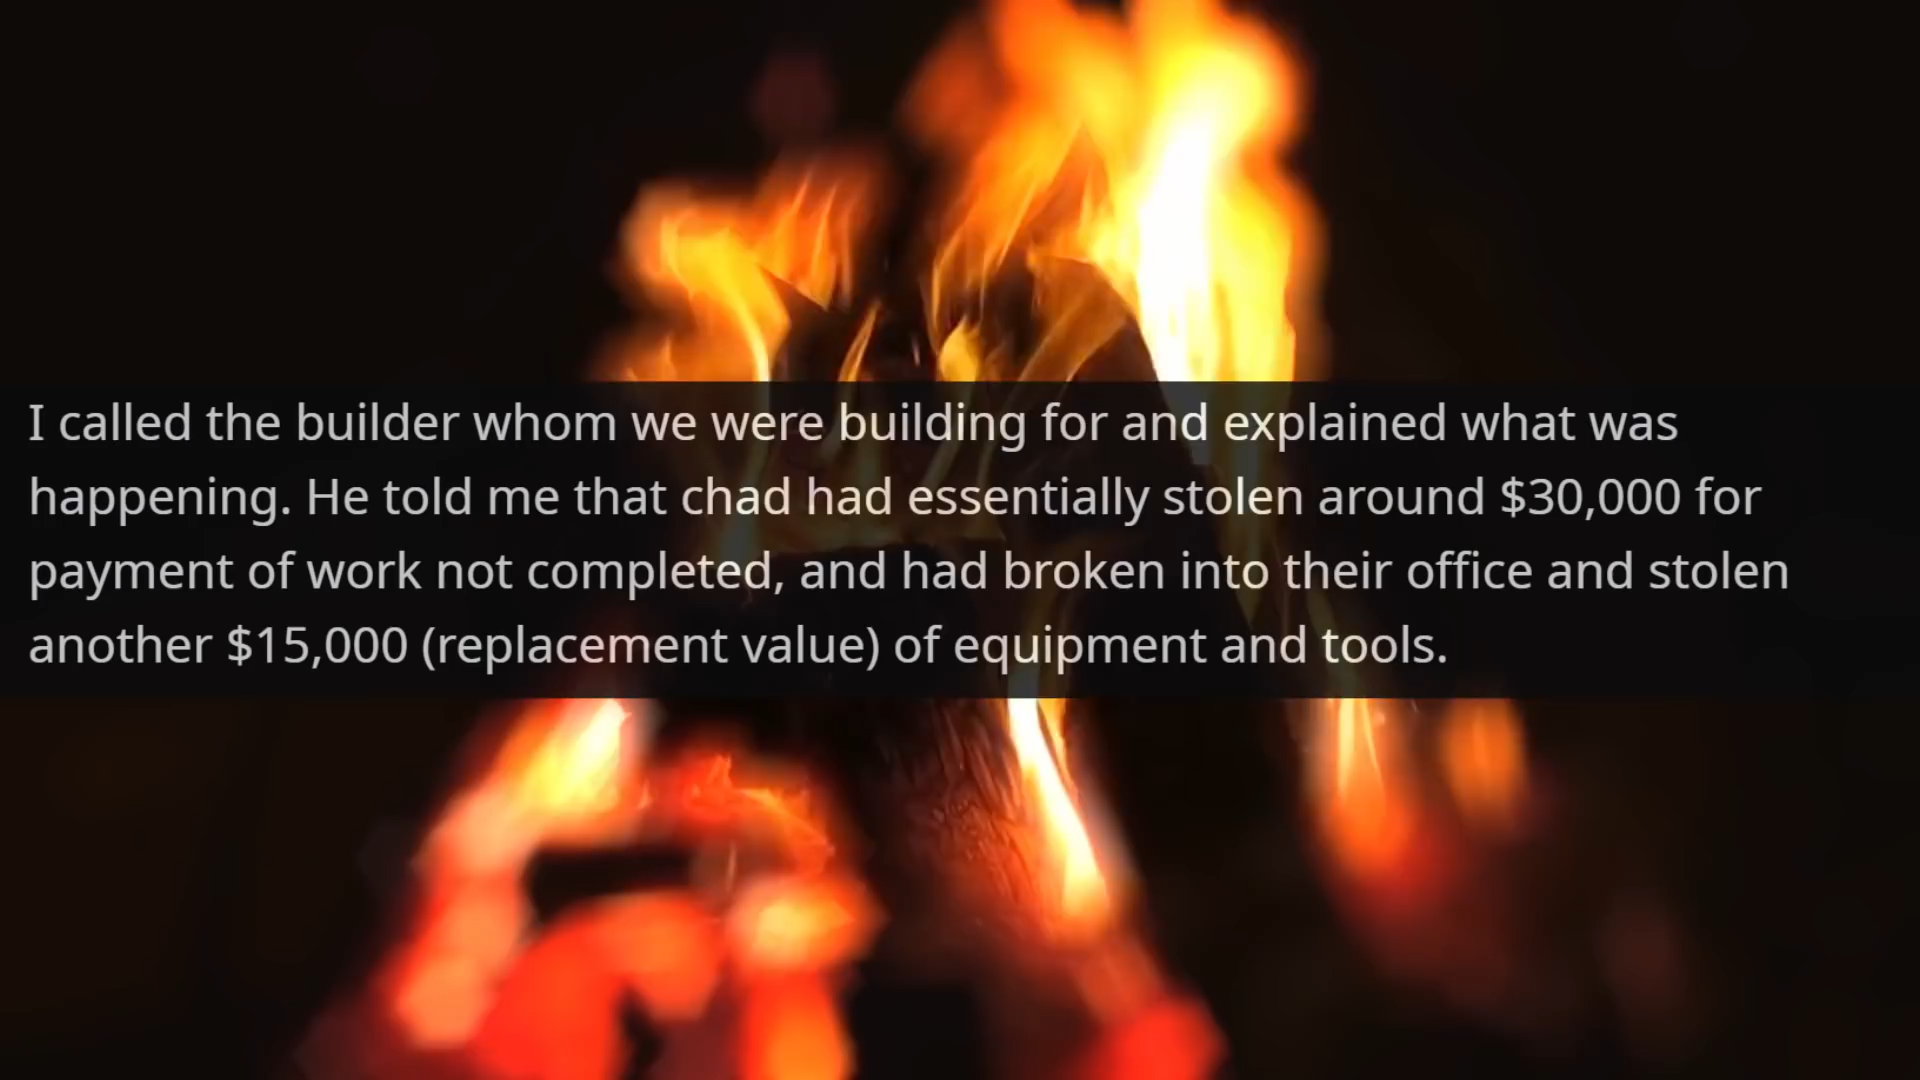 I called the builder whom we were building for and explained what was
happening. He told me that chad had essentially stolen around $30,000 for
payment of work not completed, and had broken into their office and stolen
another $15,000 (replacement value) of equipment and tools.